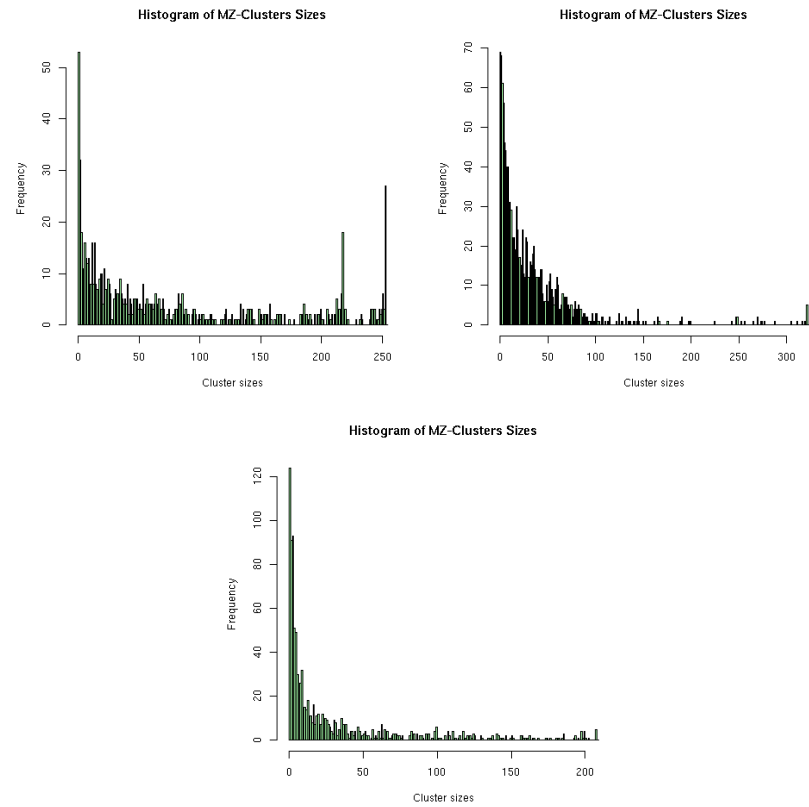 Histogram of MZ-Clusters Sizes
Frequency
0 10 20 30 40 50
0 50 100 150 200 250
Cluster sizes
Histogram of MZ-Clusters Sizes
Frequency
0 10 20 30 40 50 60 70
0 50 100 150 200 250 300
Cluster sizes
Histogram of MZ-Clusters Sizes
Frequency
0 20 40 60 80 100 120
0 50 100 150 200
Cluster sizes